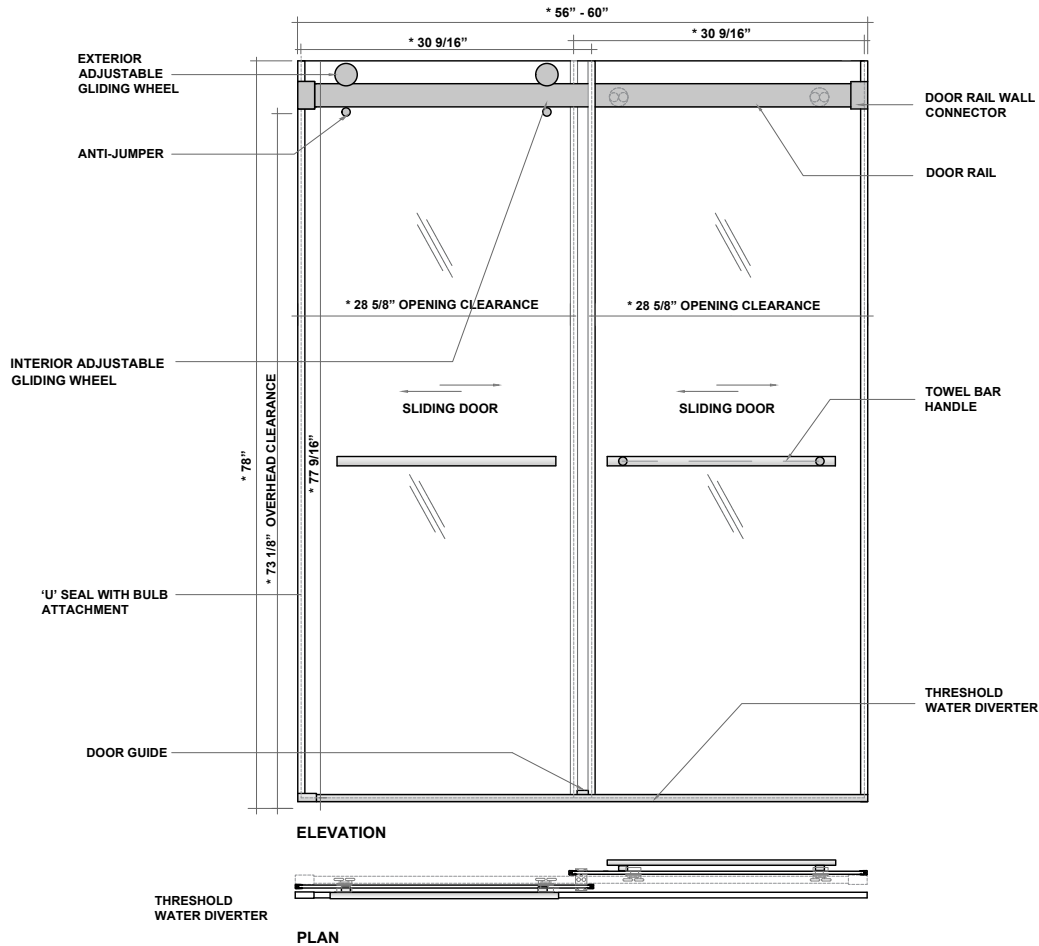 * 56” - 60”
* 30 9/16”
* 30 9/16”
EXTERIOR
ADJUSTABLE
GLIDING WHEEL
DOOR RAIL WALL
CONNECTOR
ANTI-JUMPER
DOOR RAIL
* 28 5/8” OPENING CLEARANCE
* 28 5/8” OPENING CLEARANCE
INTERIOR ADJUSTABLE
GLIDING WHEEL
SLIDING DOOR
SLIDING DOOR
TOWEL BAR
HANDLE
* 78”
* 73 1/8” OVERHEAD CLEARANCE
* 77 9/16”
‘U’ SEAL WITH BULB
ATTACHMENT
THRESHOLD
WATER DIVERTER
DOOR GUIDE
ELEVATION
THRESHOLD
WATER DIVERTER
PLAN